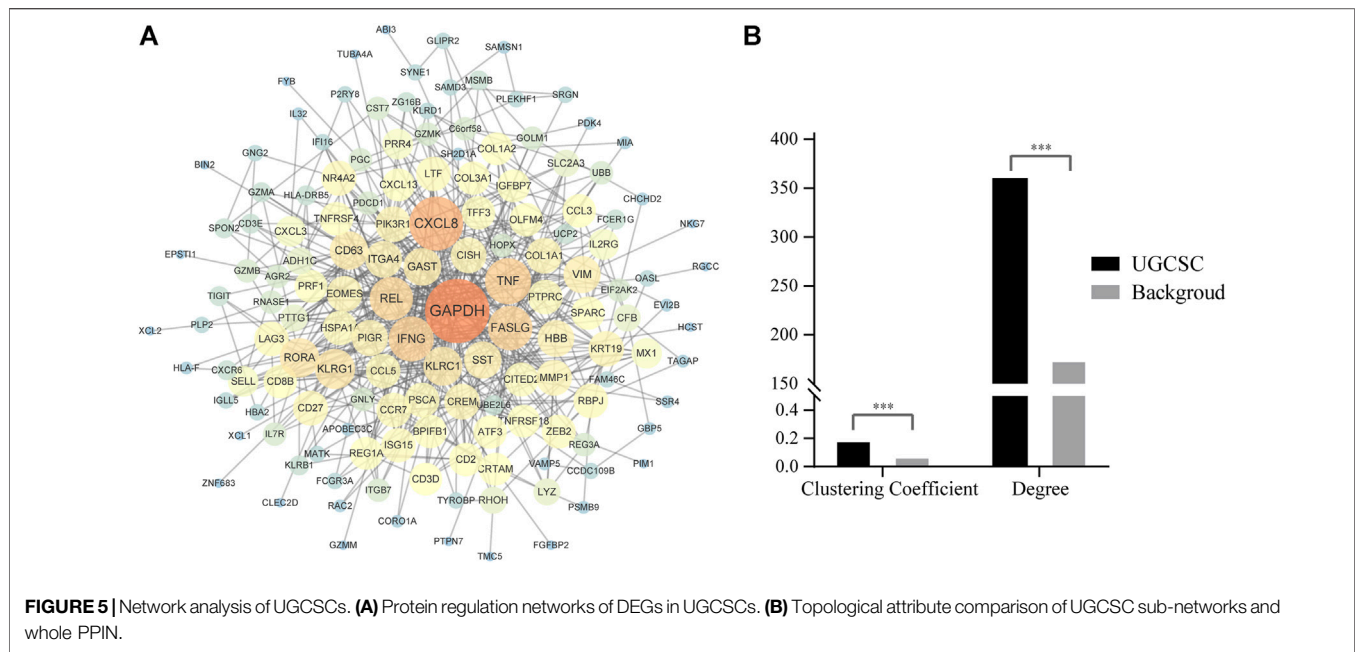 A
B
ABI3
GLIPR2
TUBA4A
SAMSN1
SYNE1
MSMB
FYB
SAMD3
P2RY8
ZG16B
SRGN
CST7
KLRD1
PLEKHF1
IL32
C6orf58
GZMK
PDK4
IFI16
PRR4
GOLM1
COL1A2
MIA
GNG2
SH2D1A
BIN2
PGC
SLC2A3
UBB
LTF
COL3A1
NR4A2
CXCL13
IGFBP7
GZMA
HLA-DRB5
CHCHD2
PDCD1
CCL3
TFF3
TNFRSF4
OLFM4
NKG7
SPON2
CD3E
CXCL8
FCER1G
PIK3R1
CXCL3
UCP2
IL2RG
HOPX
EPSTI1
CD63
ITGA4
CISH
COL1A1
ADH1C
GAST
RGCC
GZMB
AGR2
VIM
OASL
TNF
PRF1
EIF2AK2
EOMES
REL
PTPRC
TIGIT
RNASE1
EVI2B
GAPDH
SPARC
PTTG1
CFB
PLP2
HSPA1A
XCL2
HCST
FASLG
LAG3
PIGR
IFNG
HBB
KRT19
MX1
RORA
TAGAP
HLA-F
CXCR6
KLRG1
CCL5
KLRC1
SST
CITED2
MMP1
FAM46C
SELL
CD8B
IGLL5
SSR4
HBA2
GNLY
PSCA
CREM
UBE2L6
RBPJ
XCL1
CD27
CCR7
GBP5
APOBEC3C
TNFRSF18
IL7R
BPIFB1
ATF3
ZEB2
MATK
ISG15
REG3A
REG1A
KLRB1
CD2
VAMP5
PIM1
CRTAM
CCDC109B
ZNF683
FCGR3A
CD3D
ITGB7
LYZ
TYROBP
RHOH
CLEC2D
RAC2
PSMB9
CORO1A
GZMM
PTPN7
FGFBP2
TMC5
400
350
300
250
200
150
0.4
0.2
0.0
***
***
UGCSC
Backgroud
Clustering Coefficient
Degree
FIGURE 5 | Network analysis of UGCSCs. (A) Protein regulation networks of DEGs in UGCSCs. (B) Topological attribute comparison of UGCSC sub-networks and
whole PPIN.